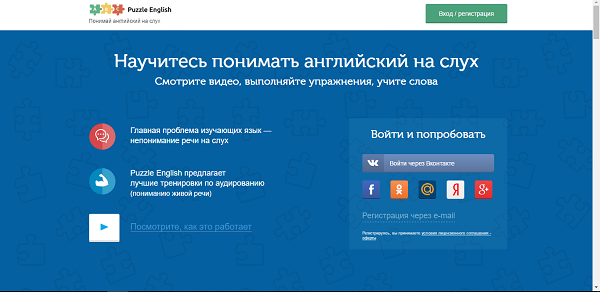 Puzzle English
Понимай английский на слух
Вход / регистрация
Научитесь понимать английский на слух
Смотрите видео, выполняйте упражнения, учите слова
Главная проблема изучающих язык —
непонимание речи на слух
Puzzle English предлагает
лучшие тренировки по аудированию
(пониманию живой речи)
Посмотрите, как это работает
Войти и попробовать
Войти через Вконтакте
Регистрация через e-mail
Регистрируясь, вы принимаете условия лицензионного соглашения -
оферты